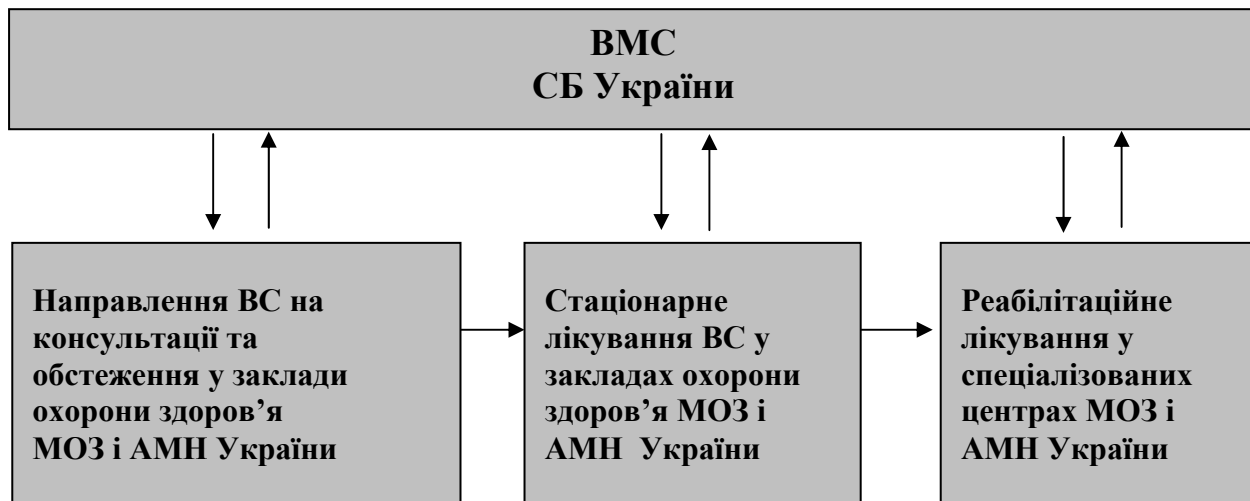 ВМС
СБ України
Направлення ВС на
консультації та
обстеження у заклади
охорони здоров’я
МОЗ і АМН України
Стаціонарне
лікування ВС у
закладах охорони
здоров’я МОЗ і
АМН України
Реабілітаційне
лікування у
спеціалізованих
центрах МОЗ і
АМН України